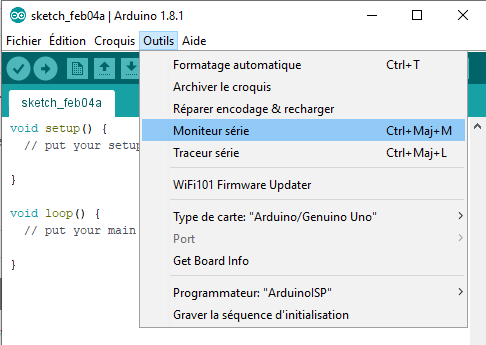 sketch_feb04a | Arduino 1.8.1
Fichier Édition Croquis Outils Aide
sketch_feb04a
Formatage automatique Ctrl+T
Archiver le croquis
Réparer encodage & recharger
Moniteur série Ctrl+Maj+M
Traceur série Ctrl+Maj+L
WiFi101 Firmware Updater
Type de carte: "Arduino/Genuino Uno"
Port
Get Board Info
Programmateur: "ArduinoISP"
Graver la séquence d'initialisation
void setup() {
// put your setup
}
void loop() {
// put your main
}